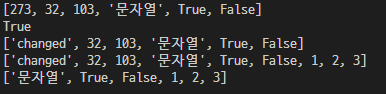 [273, 32, 103, '문자열', True, False]
True
['changed', 32, 103, '문자열', True, False]
['changed', 32, 103, '문자열', True, False, 1, 2, 3]
['문자열', True, False, 1, 2, 3]